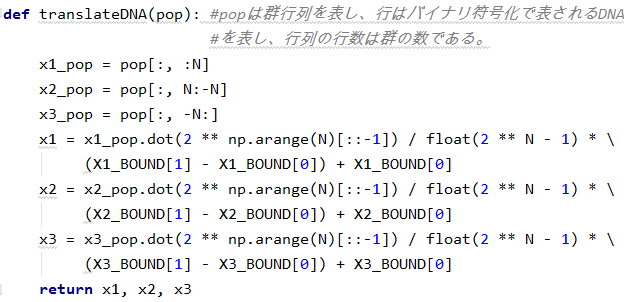 def translateDNA(pop): #popは群行列を表し、行はバイナリ符号化で表されるDNA
#を表し、行列の行数は群の数である。
x1_pop = pop[:, :N]
x2_pop = pop[:, N:-N]
x3_pop = pop[:, -N:]
x1 = x1_pop.dot(2 ** np.arange(N)[::-1]) / float(2 ** N - 1) * \
(X1_BOUND[1] - X1_BOUND[0]) + X1_BOUND[0]
x2 = x2_pop.dot(2 ** np.arange(N)[::-1]) / float(2 ** N - 1) * \
(X2_BOUND[1] - X2_BOUND[0]) + X2_BOUND[0]
x3 = x3_pop.dot(2 ** np.arange(N)[::-1]) / float(2 ** N - 1) * \
(X3_BOUND[1] - X3_BOUND[0]) + X3_BOUND[0]
return x1, x2, x3